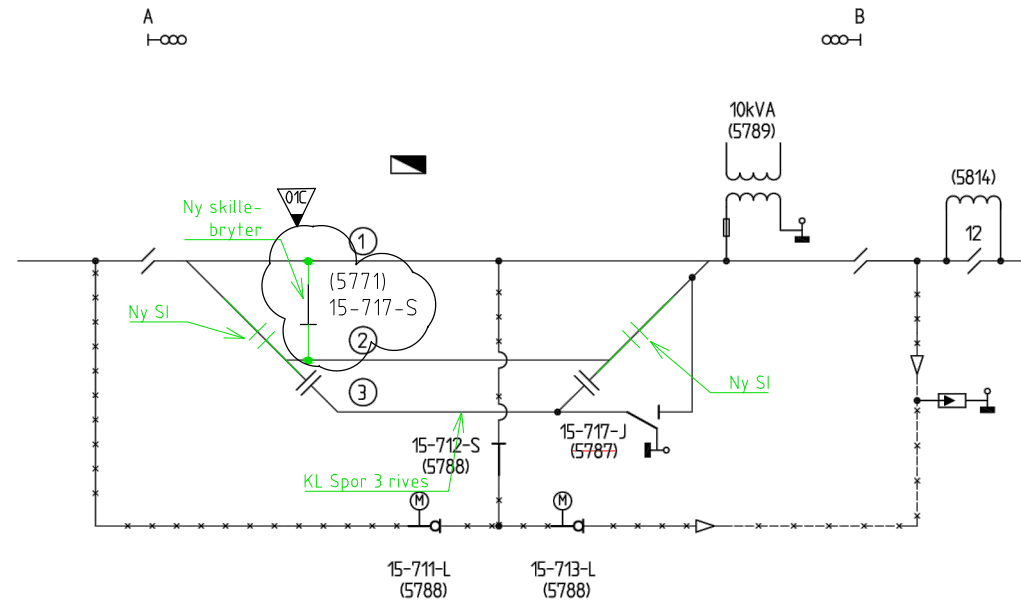 A
B
10kVA
(5789)
(5814)
12
01C
Ny skille-
bryter
1
(5771)
15-717-S
Ny SI
2
3
Ny SI
15-717-J
(5787)
15-712-S
(5788)
KL Spor 3 rives
M
M
15-711-L
(5788)
15-713-L
(5788)